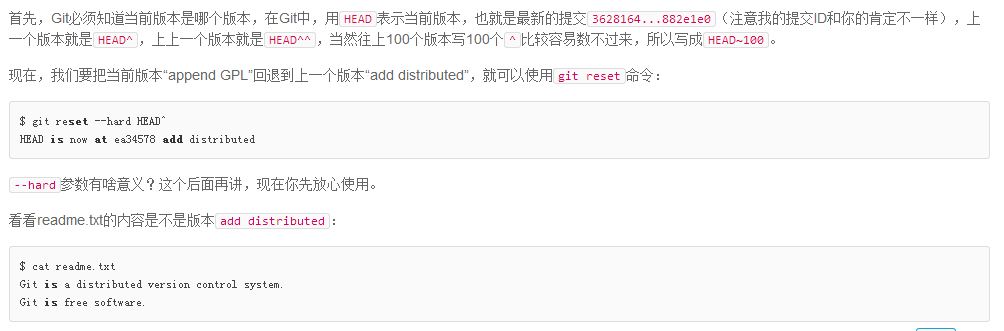 首先，Git必须知道当前版本是哪个版本，在Git中，用HEAD表示当前版本，也就是最新的提交3628164...882e1e0（注意我的提交ID和你的肯定不一样），上
一个版本就是HEAD^，上上一个版本就是HEAD^^，当然往上100个版本写100个^比较容易数不过来，所以写成HEAD~100。
现在，我们要把当前版本“append GPL”回退到上一个版本“add distributed”，就可以使用git reset命令：
$ git reset --hard HEAD^
HEAD is now at ea34578 add distributed
--hard参数有啥意义？这个后面再讲，现在你先放心使用。
看看readme.txt的内容是不是版本add distributed：
$ cat readme.txt
Git is a distributed version control system.
Git is free software.